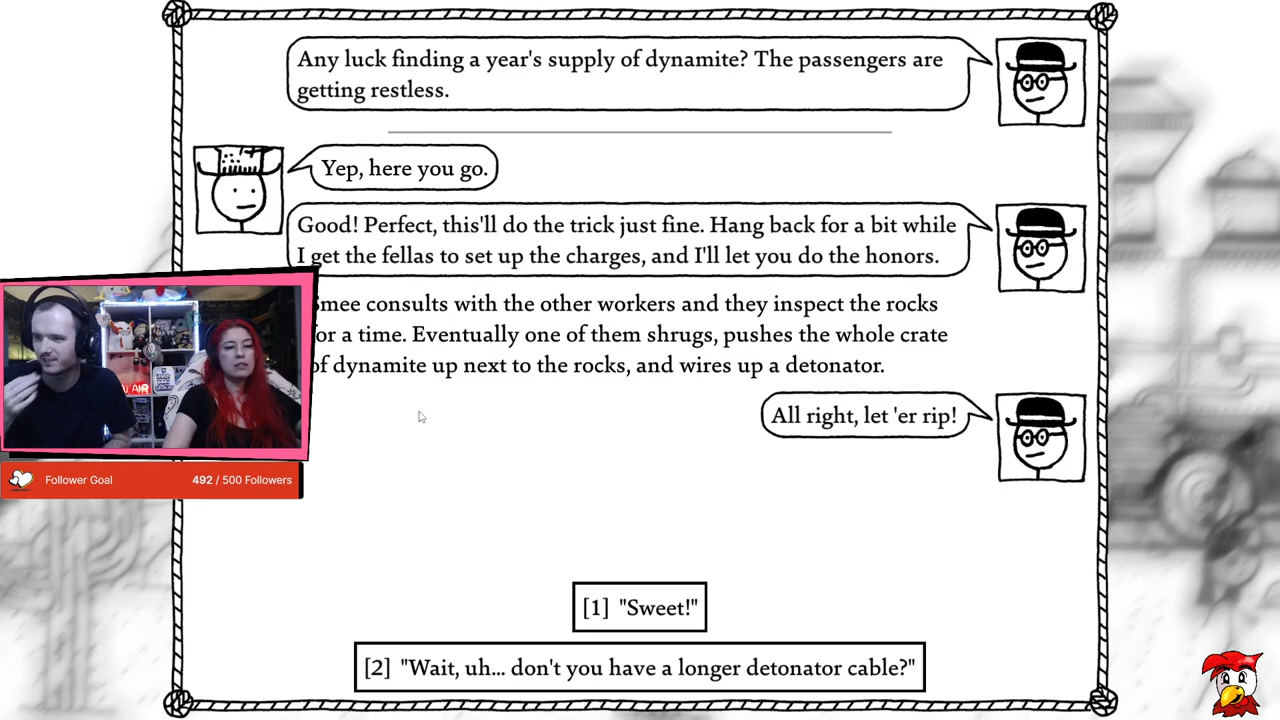 Any luck finding a year's supply of dynamite? The passengers are
getting restless.
Yep, here you go.
Good! Perfect, this'll do the trick just fine. Hang back for a bit while
I get the fellas to set up the charges, and I'll let you do the honors.
Smee consults with the other workers and they inspect the rocks
for a time. Eventually one of them shrugs, pushes the whole crate
of dynamite up next to the rocks, and wires up a detonator.
ON AIR
All right, let 'er rip!
Follower Goal 492 / 500 Followers
[1] "Sweet!"
[2] "Wait, uh... don't you have a longer detonator cable?"